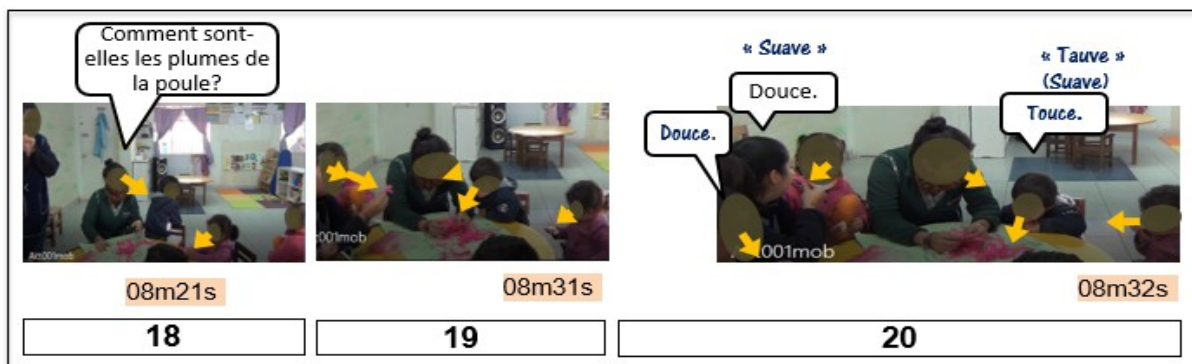 Comment sont-
elles les plumes de
la poule?
« Suave »
« Tauve »
(Suave)
Douce.
Douce.
Touce.
001mob
001mob
001mob
08m21s
08m31s
08m32s
18
19
20